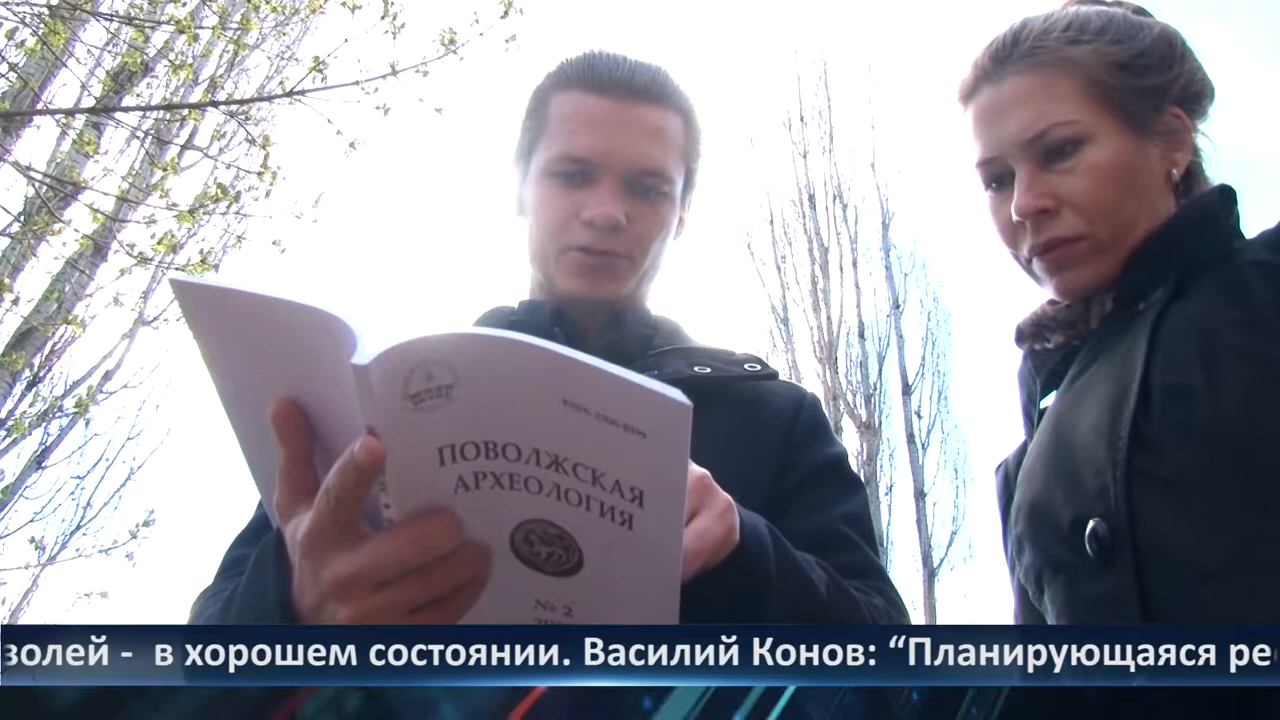 ПОВОЛЖСКАЯ
АРХЕОЛОГИЯ
№ 2
золей - в хорошем состоянии. Василий Конов: “Планирующаяся ре